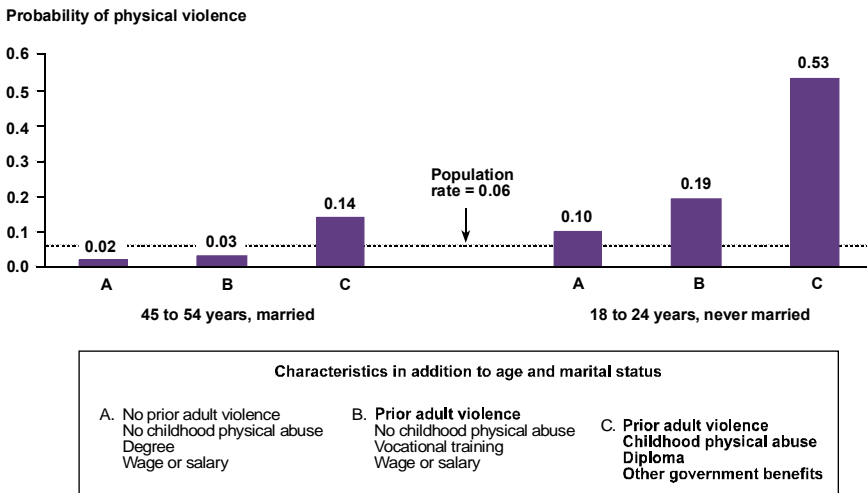 Probability of physical violence
0.6
0.53
0.5
0.4
0.3
Population
rate = 0.06
0.2
0.19
0.14
0.10
0.1
0.02
0.03
0.0
A B C A B C
45 to 54 years, married 18 to 24 years, never married
Characteristics in addition to age and marital status
A. No prior adult violence
No childhood physical abuse
Degree
Wage or salary
B. Prior adult violence
No childhood physical abuse
Vocational training
Wage or salary
C. Prior adult violence
Childhood physical abuse
Diploma
Other government benefits